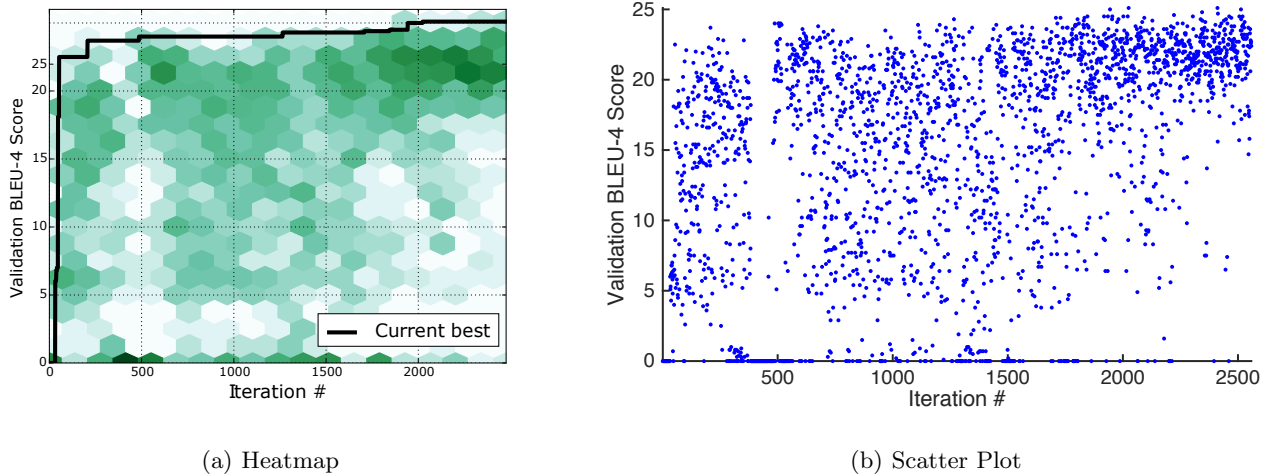 Validation BLEU-4 Score
25
20
15
10
5
0
0 500 1000 1500 2000
Iteration #
Current best
(a) Heatmap
Validation BLEU-4 Score
25
20
15
10
5
0
500 1000 1500 2000 2500
Iteration #
(b) Scatter Plot